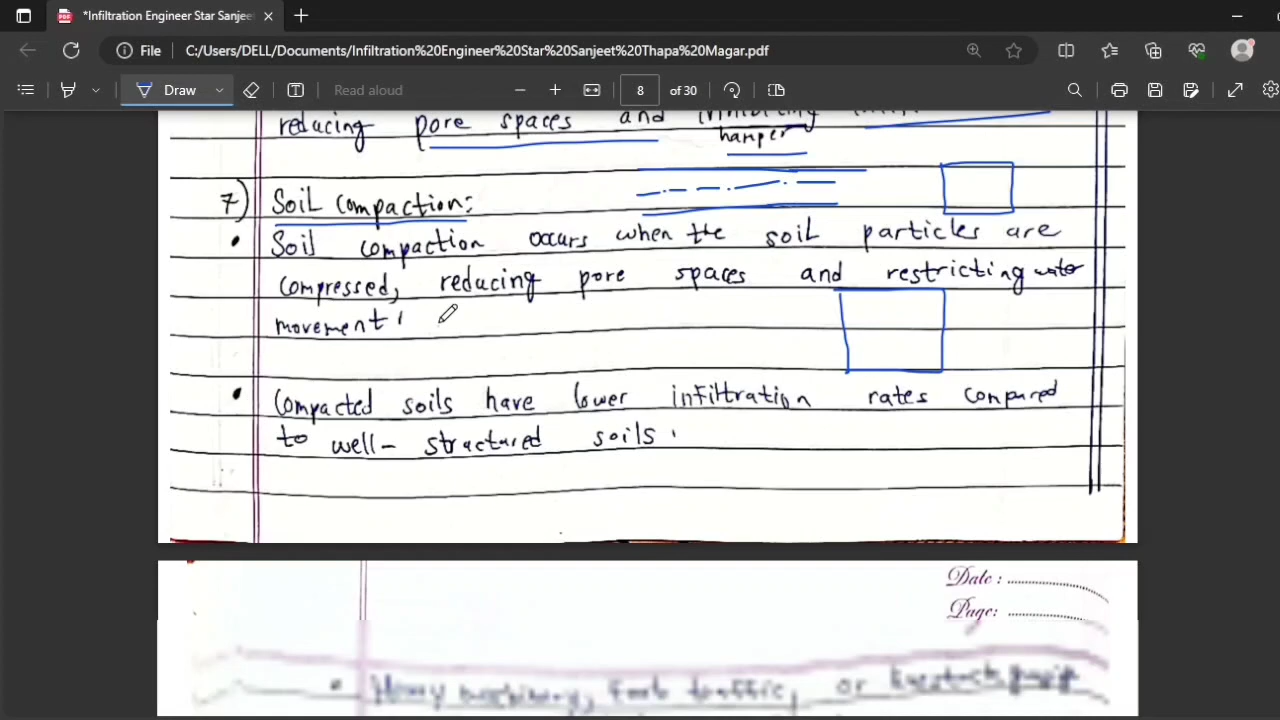 *Infiltration Engineer Star Sanjee
File C:/Users/DELL/Documents/Infiltration%20Engineer%20Star%20Sanjeet%20Thapa%20Magar.pdf
Draw Read aloud 8 of 30
reducing pore spaces and inhibiting
hamper
7) Soil compaction:
• Soil compaction occurs when the soil particles are
compressed, reducing pore spaces and restricting water
movement.
• Compacted soils have lower infiltration rates compared
to well-structured soils.
Date :
Page:
• Heavy machinery, foot traffic, or livestock